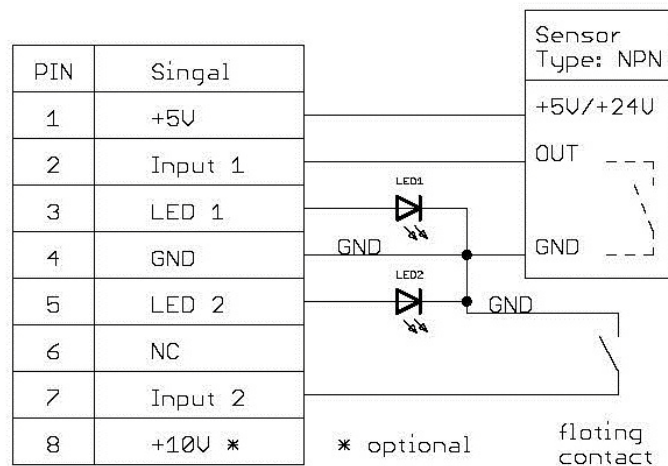 Sensor
Type: NPN
PIN Singal
1 +5V
+5V/+24V
2 Input 1
OUT
LED1
3 LED 1
4 GND
GND
GND
LED2
5 LED 2
GND
6 NC
7 Input 2
8 +10V *
* optional
floting
contact